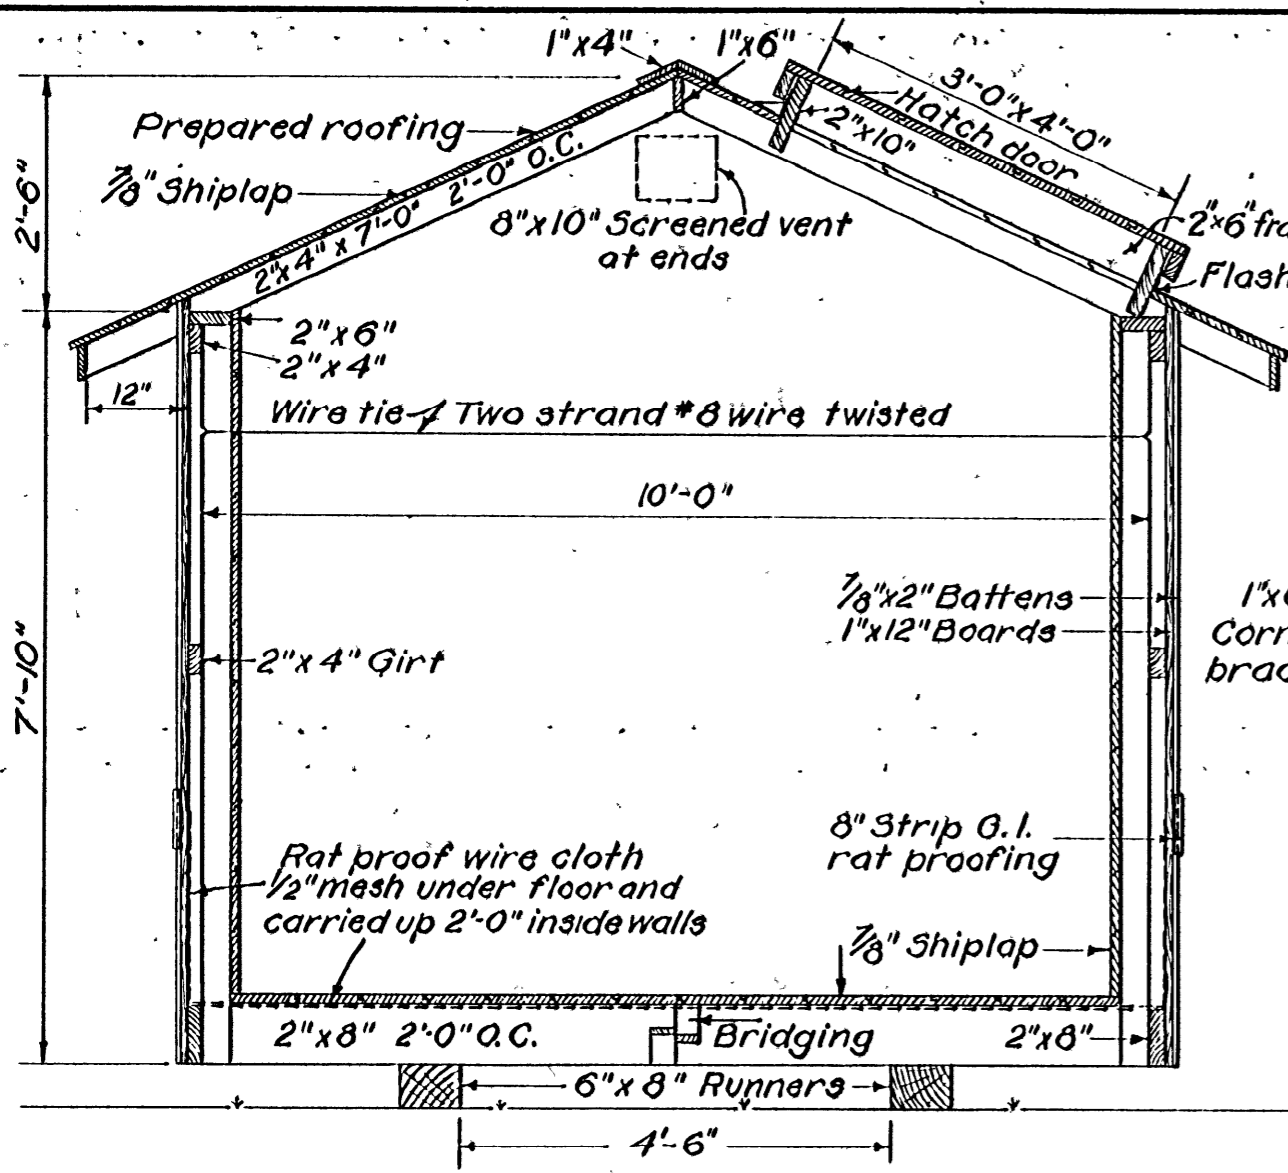 1"x4"
1"x6"
3'-0"x4'-0"
Hatch door
2"x10"
Prepared roofing
7/8" Shiplap
2'-0" O.C.
2"x4" x 7'-0"
8"x10" Screened vent
at ends
2"x6"
2'-6"
2"x6"
2"x4"
12"
Wire tie Two strand #8 wire twisted
10'-0"
7/8"x2" Battens
1"x12" Boards
2"x4" Girt
7'-10"
8" Strip G.I.
rat proofing
Rat proof wire cloth
1/2" mesh under floor and
carried up 2'-0" inside walls
7/8" Shiplap
2"x8" 2'-0" O.C.
Bridging
2"x8"
6"x8" Runners
4'-6"